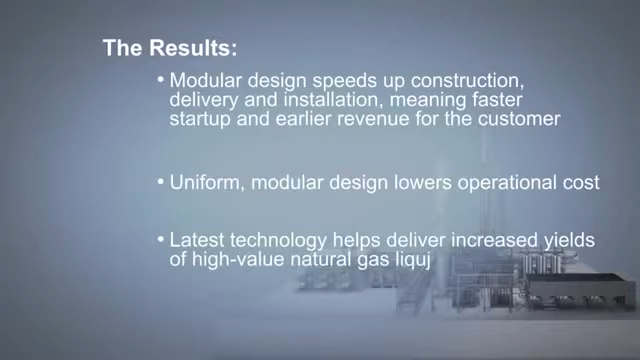 The Results:
• Modular design speeds up construction,
delivery and installation, meaning faster
startup and earlier revenue for the customer
• Uniform, modular design lowers operational cost
• Latest technology helps deliver increased yields
of high-value natural gas liquj